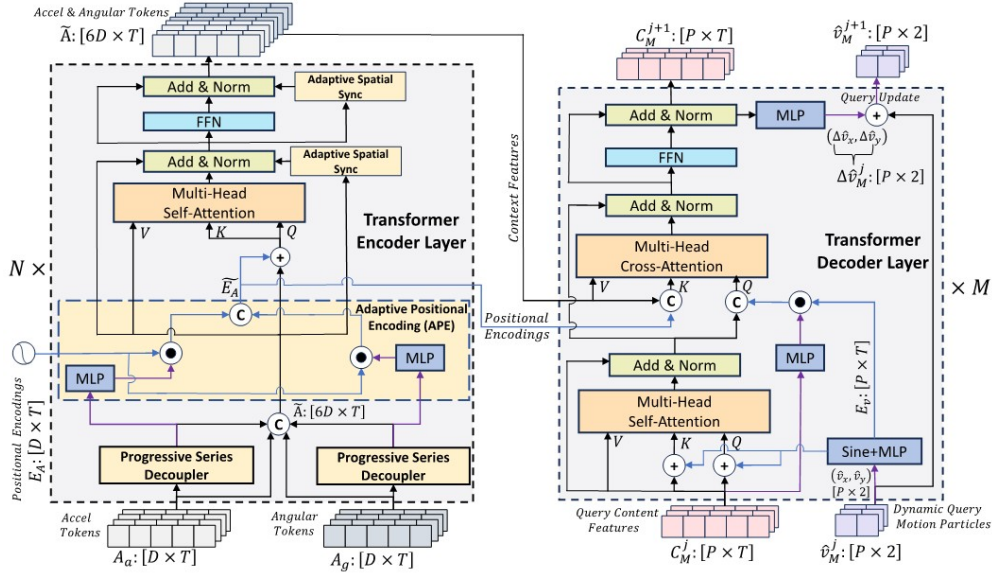 Accel & Angular Tokens
Ã: [6D × T]
Add & Norm
Adaptive Spatial
Sync
FFN
Add & Norm
Adaptive Spatial
Sync
Multi-Head
Self-Attention
V
K
Q
Transformer
Encoder Layer
N ×
+
Ẽ_A
C
Adaptive Positional
Encoding (APE)
MLP
MLP
Positional Encodings
E_A: [D × T]
Ã: [6D × T]
C
Progressive Series
Decoupler
Progressive Series
Decoupler
Accel
Tokens
Angular
Tokens
A_a: [D × T]
A_g: [D × T]
Context Features
Positional
Encodings
C_M^{j+1}: [P × T]
v̂_M^{j+1}: [P × 2]
Query Update
Add & Norm
MLP
+
(Δv̂_x, Δv̂_y)
Δv̂_M^j: [P × 2]
FFN
Add & Norm
Multi-Head
Cross-Attention
Transformer
Decoder Layer
× M
V
K
Q
C
C
MLP
E_v: [P × T]
Add & Norm
Multi-Head
Self-Attention
V
K
Q
+
+
Sine+MLP
(v̂_x, v̂_y)
[P × 2]
Query Content
Features
Dynamic Query
Motion Particles
C_M^j: [P × T]
v̂_M^j: [P × 2]